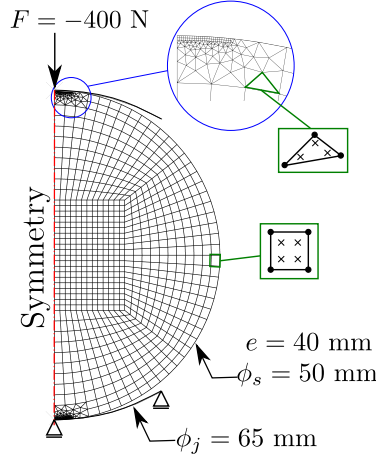 F = −400 N
Symmetry
e = 40 mm
ϕₛ = 50 mm
ϕⱼ = 65 mm